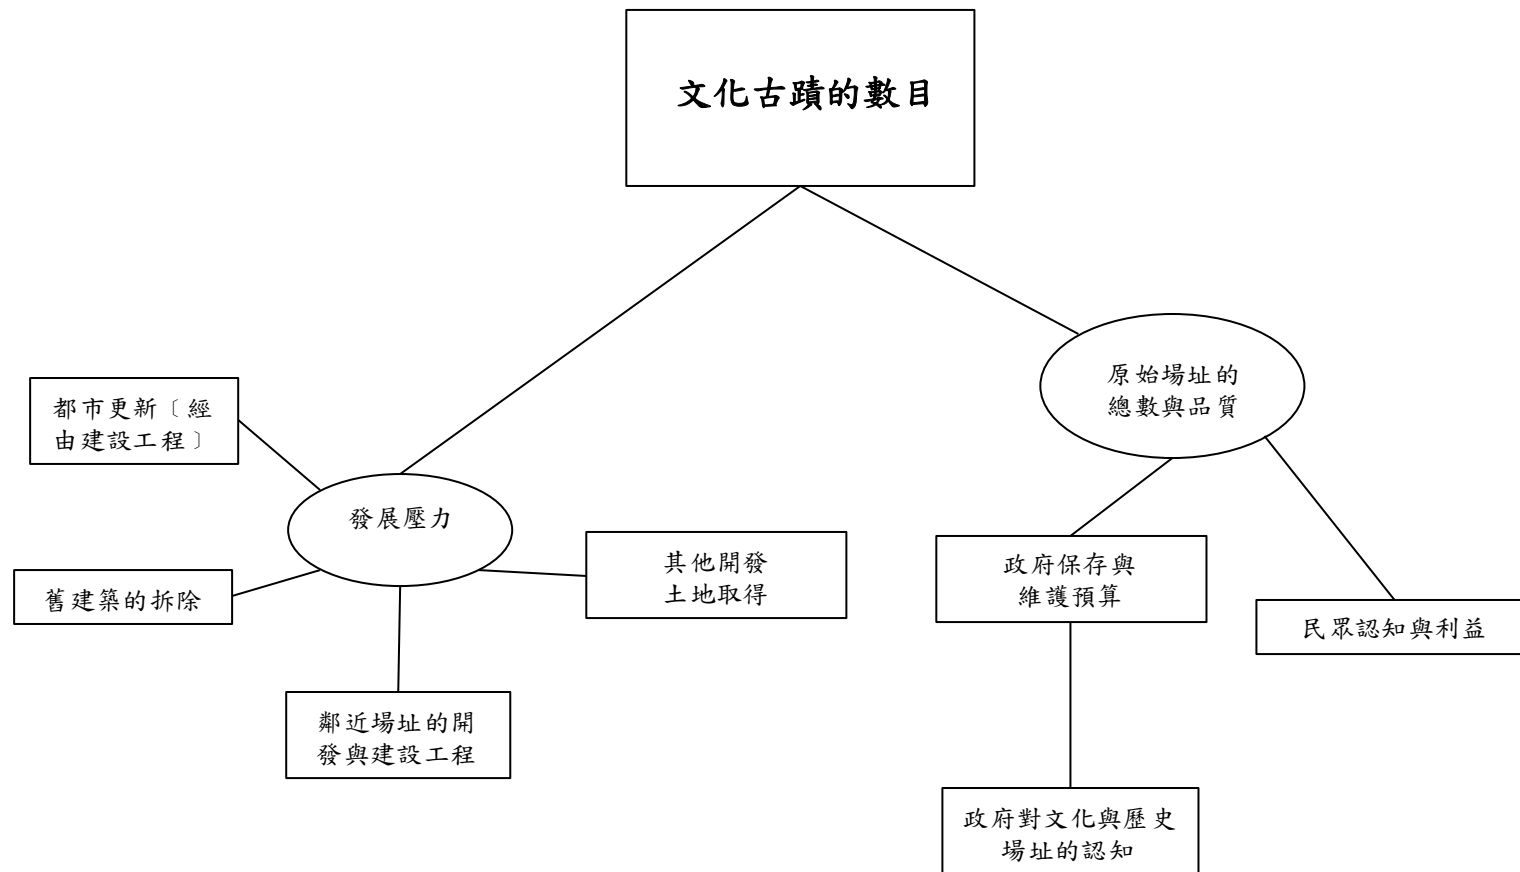 文化古蹟的數目
原始場址的
總數與品質
都市更新﹝經
由建設工程﹞
發展壓力
其他開發
土地取得
政府保存與
維護預算
舊建築的拆除
民眾認知與利益
鄰近場址的開
發與建設工程
政府對文化與歷史
場址的認知